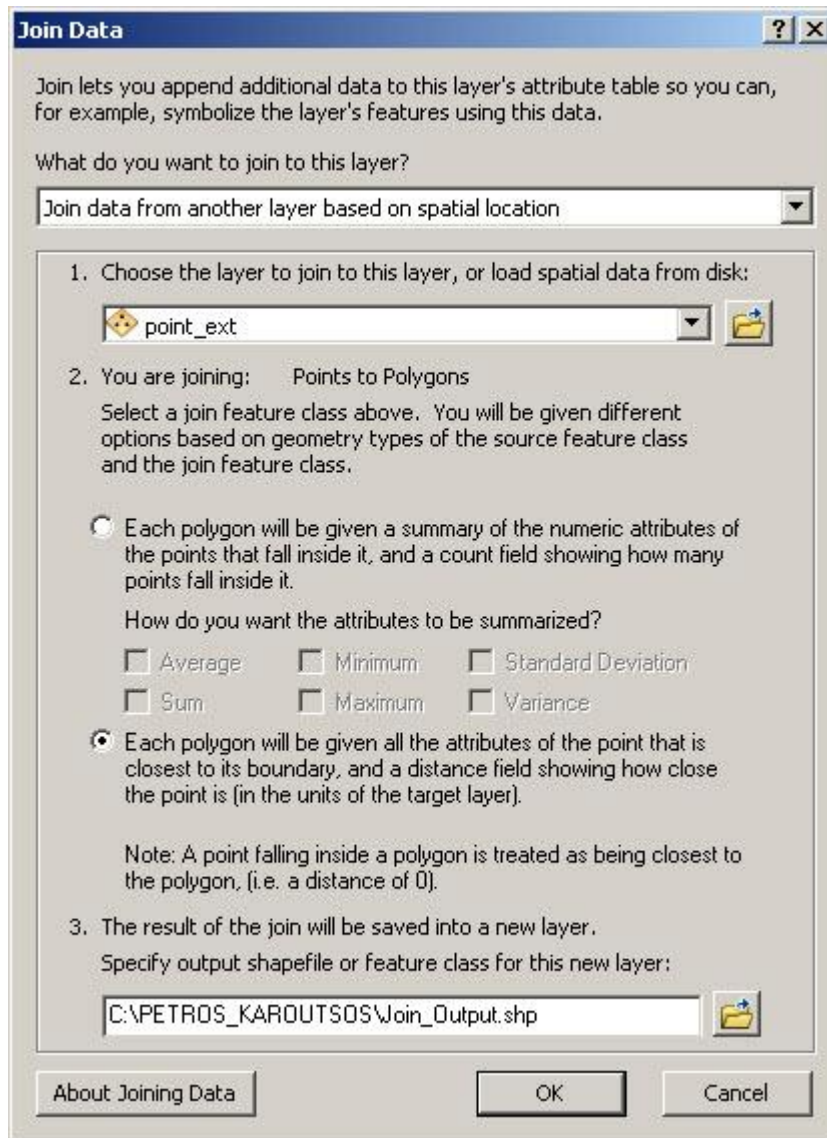 Join Data
Join lets you append additional data to this layer's attribute table so you can,
for example, symbolize the layer's features using this data.
What do you want to join to this layer?
Join data from another layer based on spatial location
1. Choose the layer to join to this layer, or load spatial data from disk:
point_ext
2. You are joining: Points to Polygons
Select a join feature class above. You will be given different
options based on geometry types of the source feature class
and the join feature class.
Each polygon will be given a summary of the numeric attributes of
the points that fall inside it, and a count field showing how many
points fall inside it.
How do you want the attributes to be summarized?
Average Minimum Standard Deviation
Sum Maximum Variance
Each polygon will be given all the attributes of the point that is
closest to its boundary, and a distance field showing how close
the point is (in the units of the target layer).
Note: A point falling inside a polygon is treated as being closest to
the polygon, (i.e. a distance of 0).
3. The result of the join will be saved into a new layer.
Specify output shapefile or feature class for this new layer:
C:\PETROS_KAROUTSOS\Join_Output.shp
About Joining Data OK Cancel